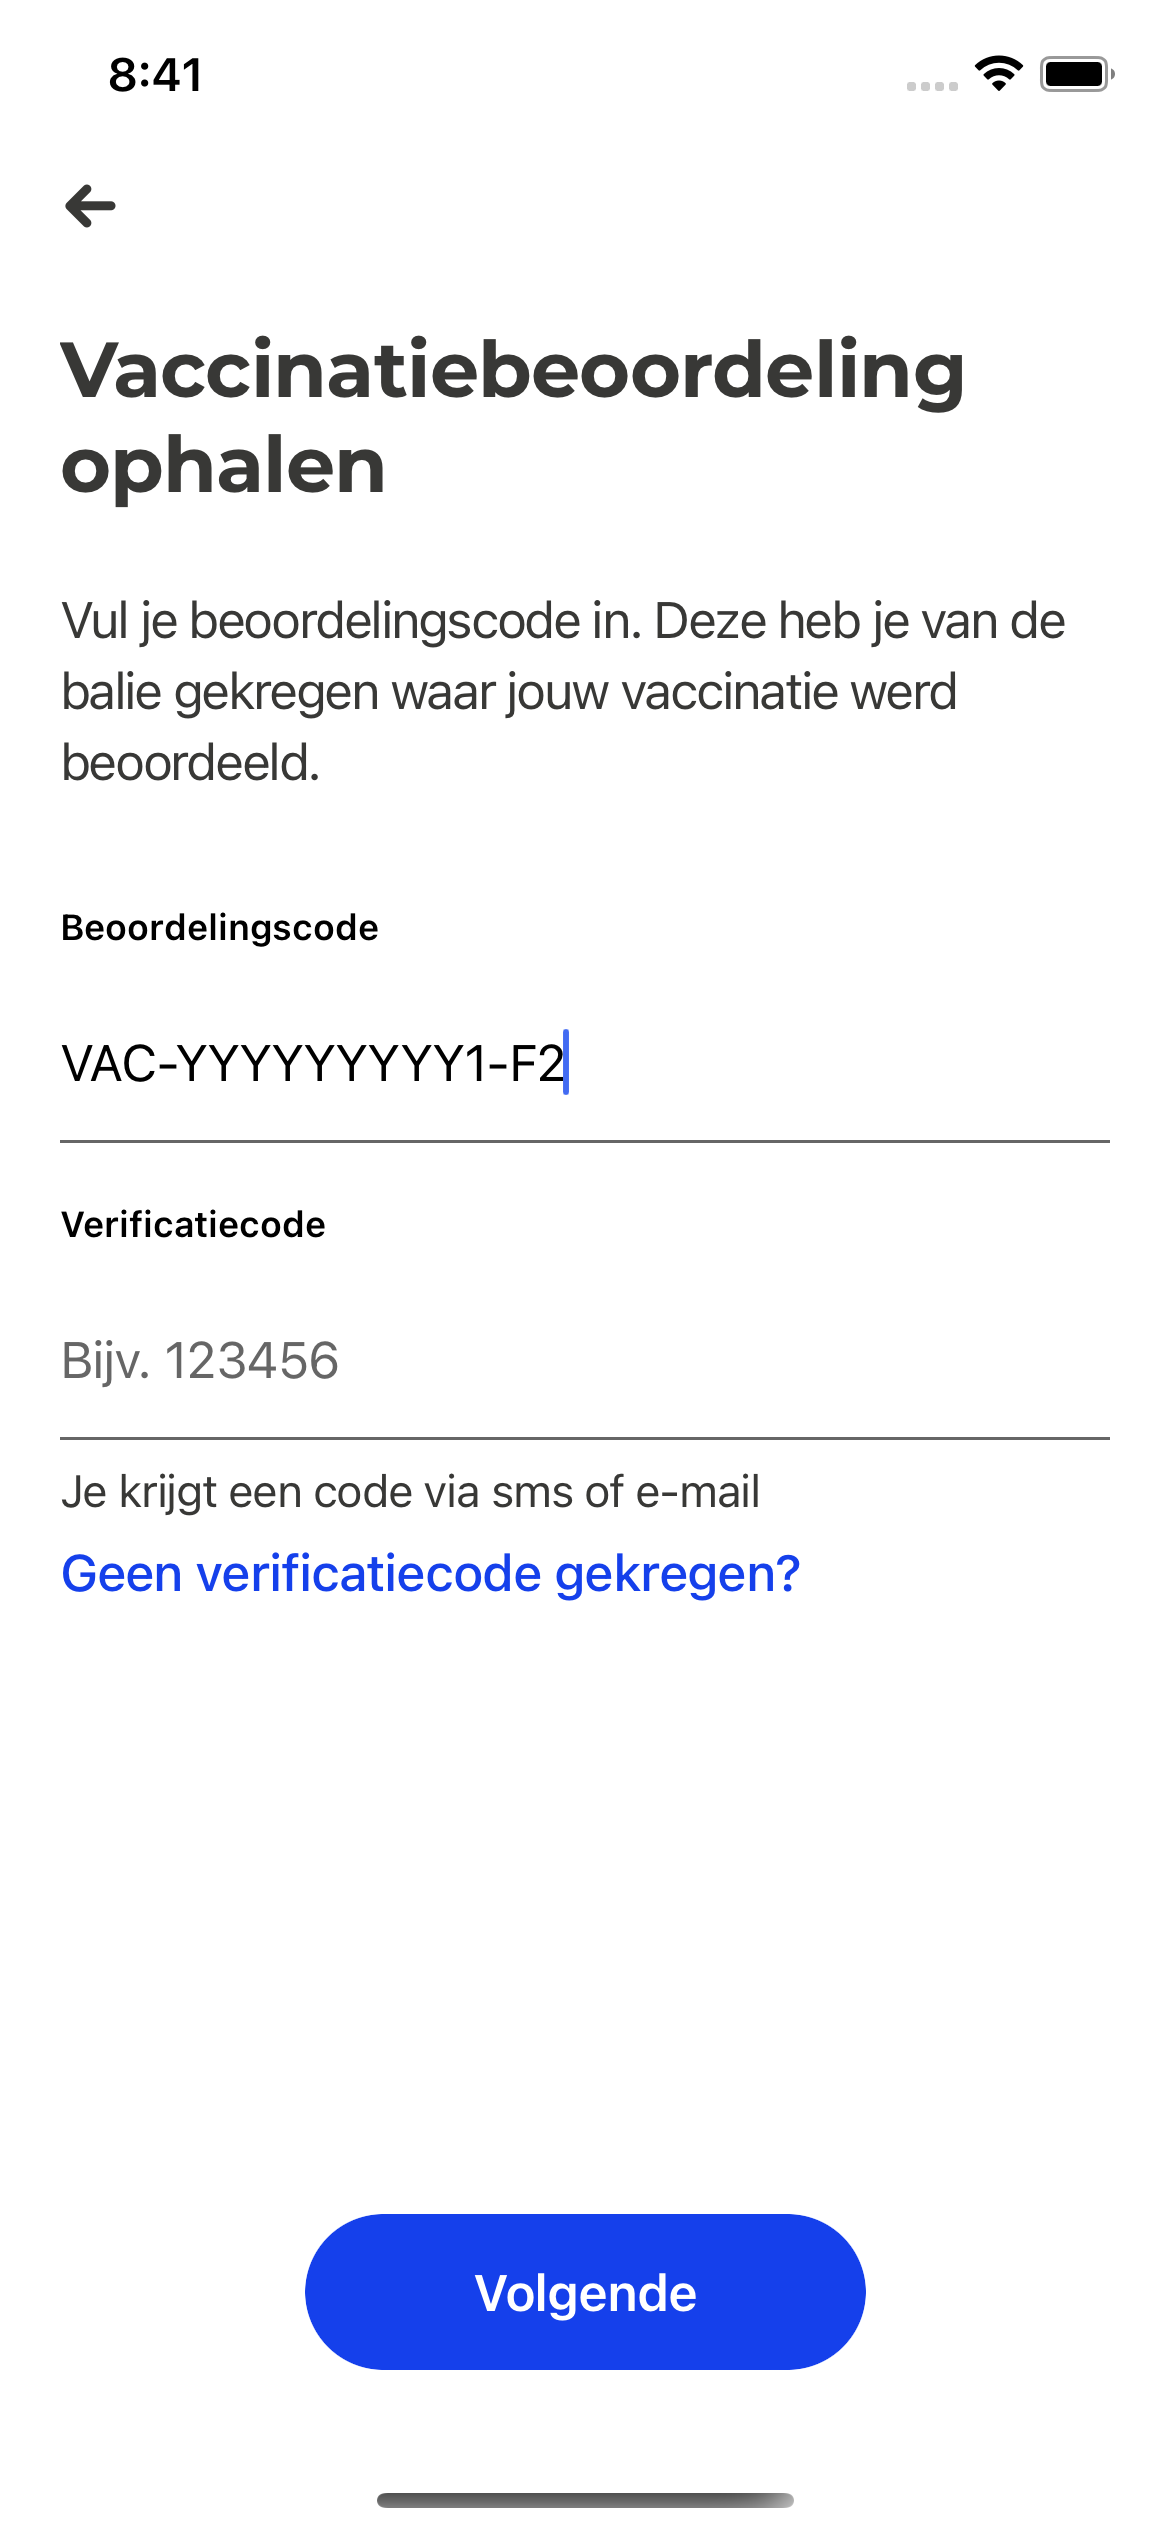 8:41
Vaccinatiebeoordeling
ophalen
Vul je beoordelingscode in. Deze heb je van de
balie gekregen waar jouw vaccinatie werd
beoordeeld.
Beoordelingscode
VAC-YYYYYYYYY1-F2
Verificatiecode
Bijv. 123456
Je krijgt een code via sms of e-mail
Geen verificatiecode gekregen?
Volgende